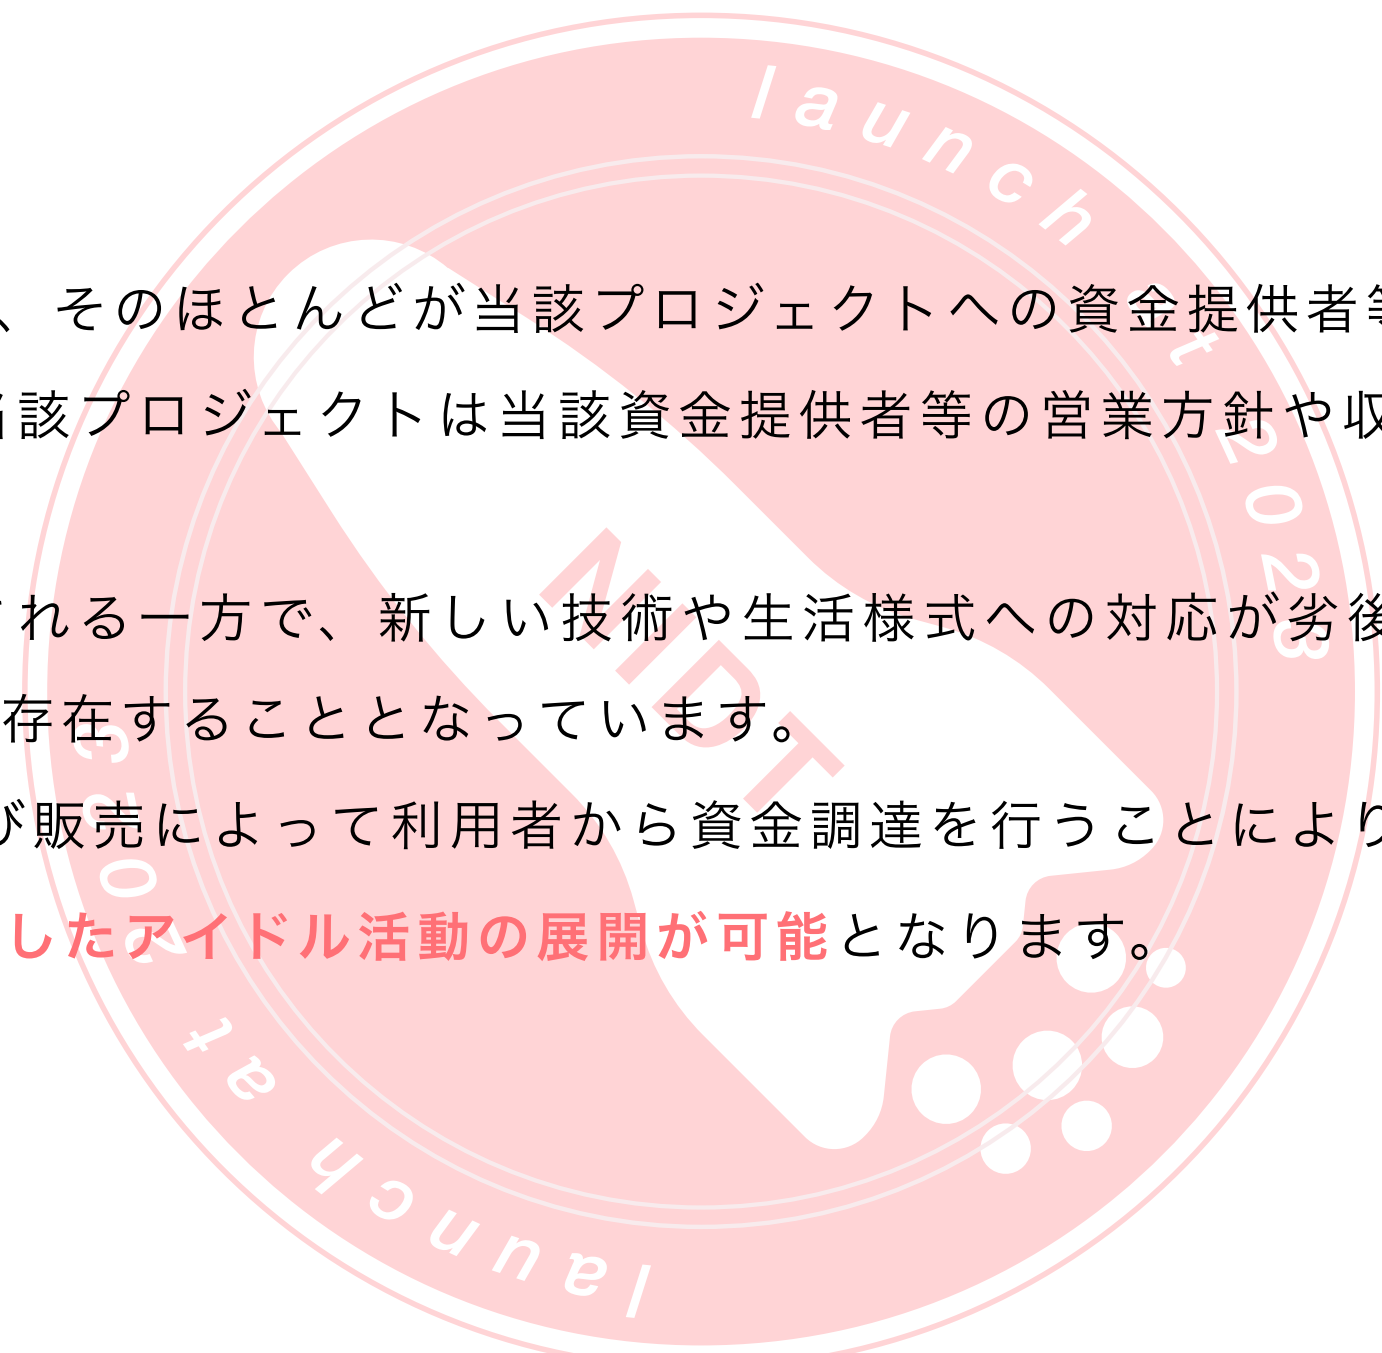 、そのほとんどが当該プロジェクトへの資金提供者等
当該プロジェクトは当該資金提供者等の営業方針や収
れる一方で、新しい技術や生活様式への対応が劣後
存在することとなっています。
び販売によって利用者から資金調達を行うことにより
したアイドル活動の展開が可能となります。
launch at 2023
NIDT
launch at 2023